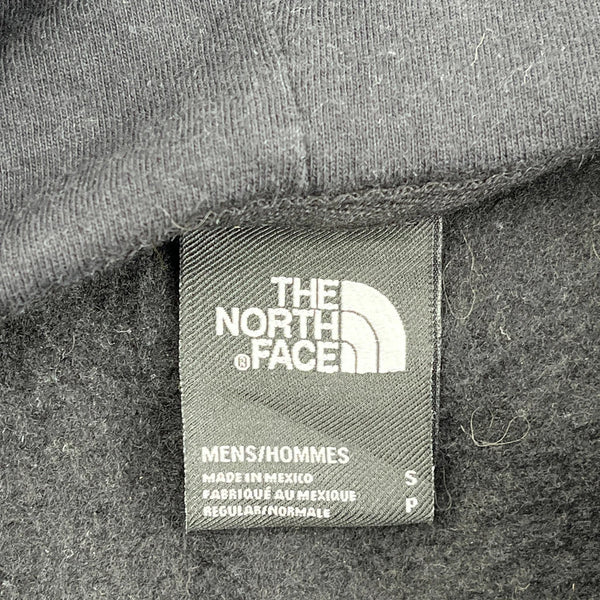 THE
NORTH
® FACE
MENS/HOMMES
MADE IN MEXICO S
FABRIQUÉ AU MEXIQUE P
REGULAR/NORMALE